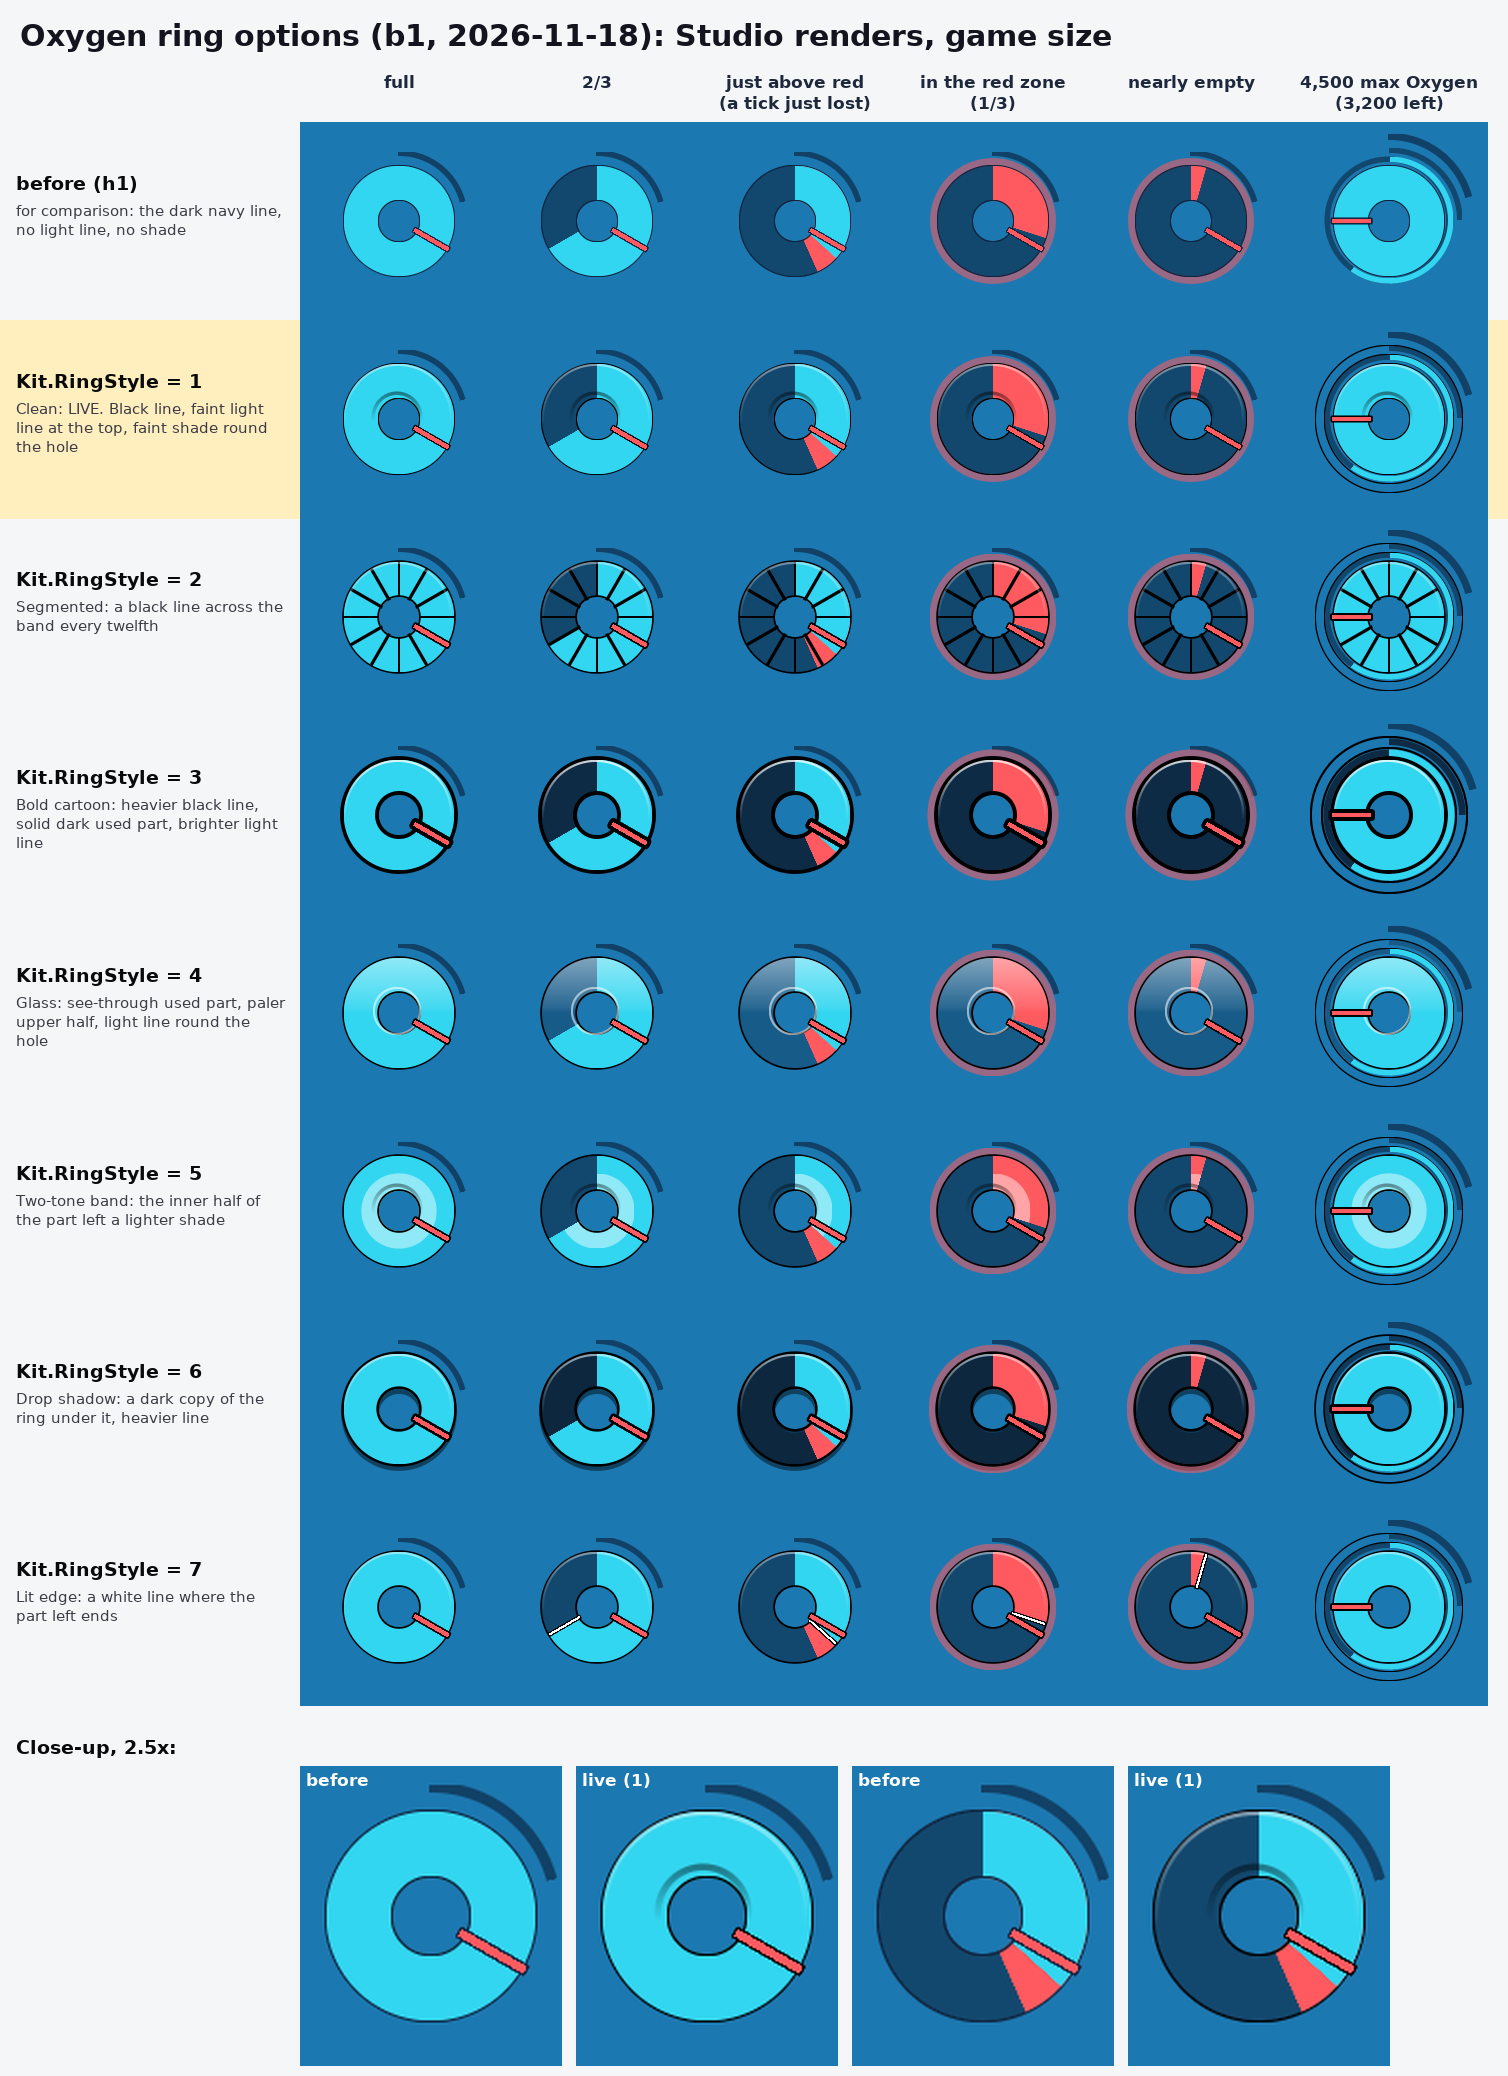 Oxygen ring options (b1, 2026-11-18): Studio renders, game size
full
2/3
just above red
(a tick just lost)
in the red zone
(1/3)
nearly empty
4,500 max Oxygen
(3,200 left)
before (h1)
for comparison: the dark navy line,
no light line, no shade
Kit.RingStyle = 1
Clean: LIVE. Black line, faint light
line at the top, faint shade round
the hole
Kit.RingStyle = 2
Segmented: a black line across the
band every twelfth
Kit.RingStyle = 3
Bold cartoon: heavier black line,
solid dark used part, brighter light
line
Kit.RingStyle = 4
Glass: see-through used part, paler
upper half, light line round the
hole
Kit.RingStyle = 5
Two-tone band: the inner half of
the part left a lighter shade
Kit.RingStyle = 6
Drop shadow: a dark copy of the
ring under it, heavier line
Kit.RingStyle = 7
Lit edge: a white line where the
part left ends
Close-up, 2.5x:
before
live (1)
before
live (1)